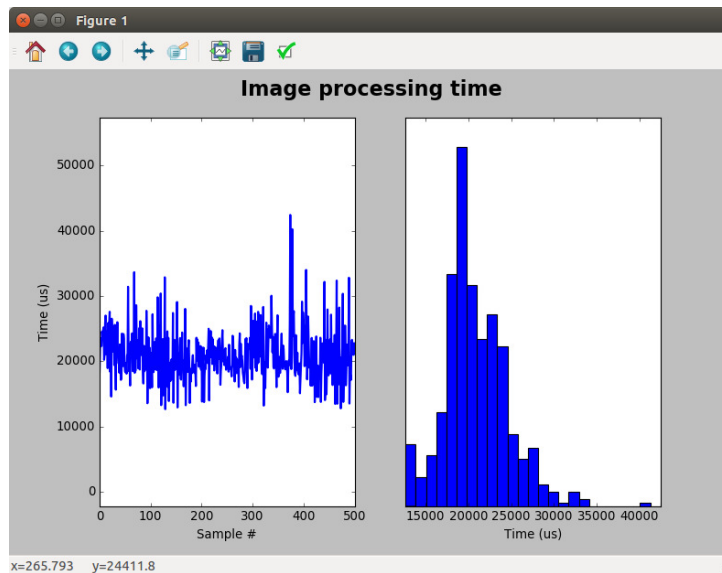 Figure 1
Image processing time
50000
40000
30000
20000
10000
0
Time (us)
0 100 200 300 400 500
Sample #
15000 20000 25000 30000 35000 40000
Time (us)
x=265.793 y=24411.8